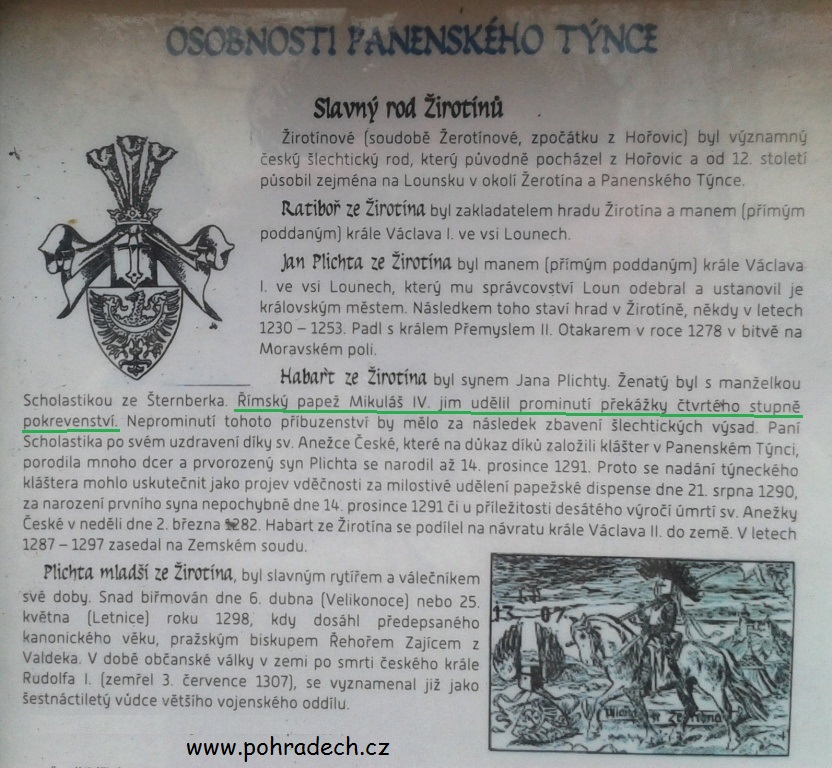 OSOBNOSTI PANENSKÉHO TÝNCE
Slavný rod Žirotínů
Žirotínové (soudobě Žerotínové, zpočátku z Hořovic) byl významný
český šlechtický rod, který původně pocházel z Hořovic a od 12. století
působil zejména na Lounsku v okolí Žerotína a Panenského Týnce.
Ratiboř ze Žirotína byl zakladatelem hradu Žirotína a manem (přímým
poddaným) krále Václava I. ve vsi Lounech.
Jan Plichta ze Žirotína byl manem (přímým poddaným) krále Václava
I. ve vsi Lounech, který mu správcovství Loun odebral a ustanovil je
královským městem. Následkem toho staví hrad v Žirotíně, někdy v letech
1230 – 1253. Padl s králem Přemyslem II. Otakarem v roce 1278 v bitvě na
Moravském poli.
Habart ze Žirotína byl synem Jana Plichty. Ženatý byl s manželkou
Scholastikou ze Šternberka. Římský papež Mikuláš IV. jim udělil prominutí překážky čtvrtého stupně
pokrevenství. Neprominutí tohoto příbuzenství by mělo za následek zbavení šlechtických výsad. Paní
Scholastika po svém uzdravení díky sv. Anežce České, které na důkaz díků založili klášter v Panenském Týnci,
porodila mnoho dcer a prvorozený syn Plichta se narodil až 14. prosince 1291. Proto se nadání týneckého
kláštera mohlo uskutečnit jako projev vděčnosti za milostivé udělení papežské dispense dne 21. srpna 1290,
za narození prvního syna nepochybně dne 14. prosince 1291 či u příležitosti desátého výročí úmrtí sv. Anežky
České v neděli dne 2. března 1282. Habart ze Žirotína se podílel na návratu krále Václava II. do země. V letech
1287 – 1297 zasedal na Zemském soudu.
Plichta mladší ze Žirotína, byl slavným rytířem a válečníkem
své doby. Snad biřmován dne 6. dubna (Velikonoce) nebo 25.
května (Letnice) roku 1298, kdy dosáhl předepsaného
kanonického věku, pražským biskupem Řehořem Zajícem z
Valdeka. V době občanské války v zemi po smrti českého krále
Rudolfa I. (zemřel 3. července 1307), se vyznamenal již jako
šestnáctiletý vůdce většího vojenského oddílu.
13 07
www.pohradech.cz